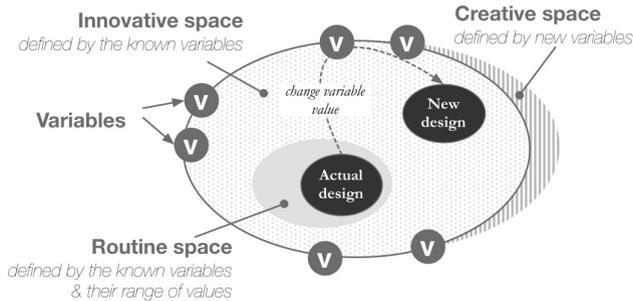 Innovative space
defined by the known variables
Creative space
defined by new variables
V
V
change variable
value
V
Variables
V
New
design
Actual
design
Routine space
defined by the known variables
& their range of values
V
V